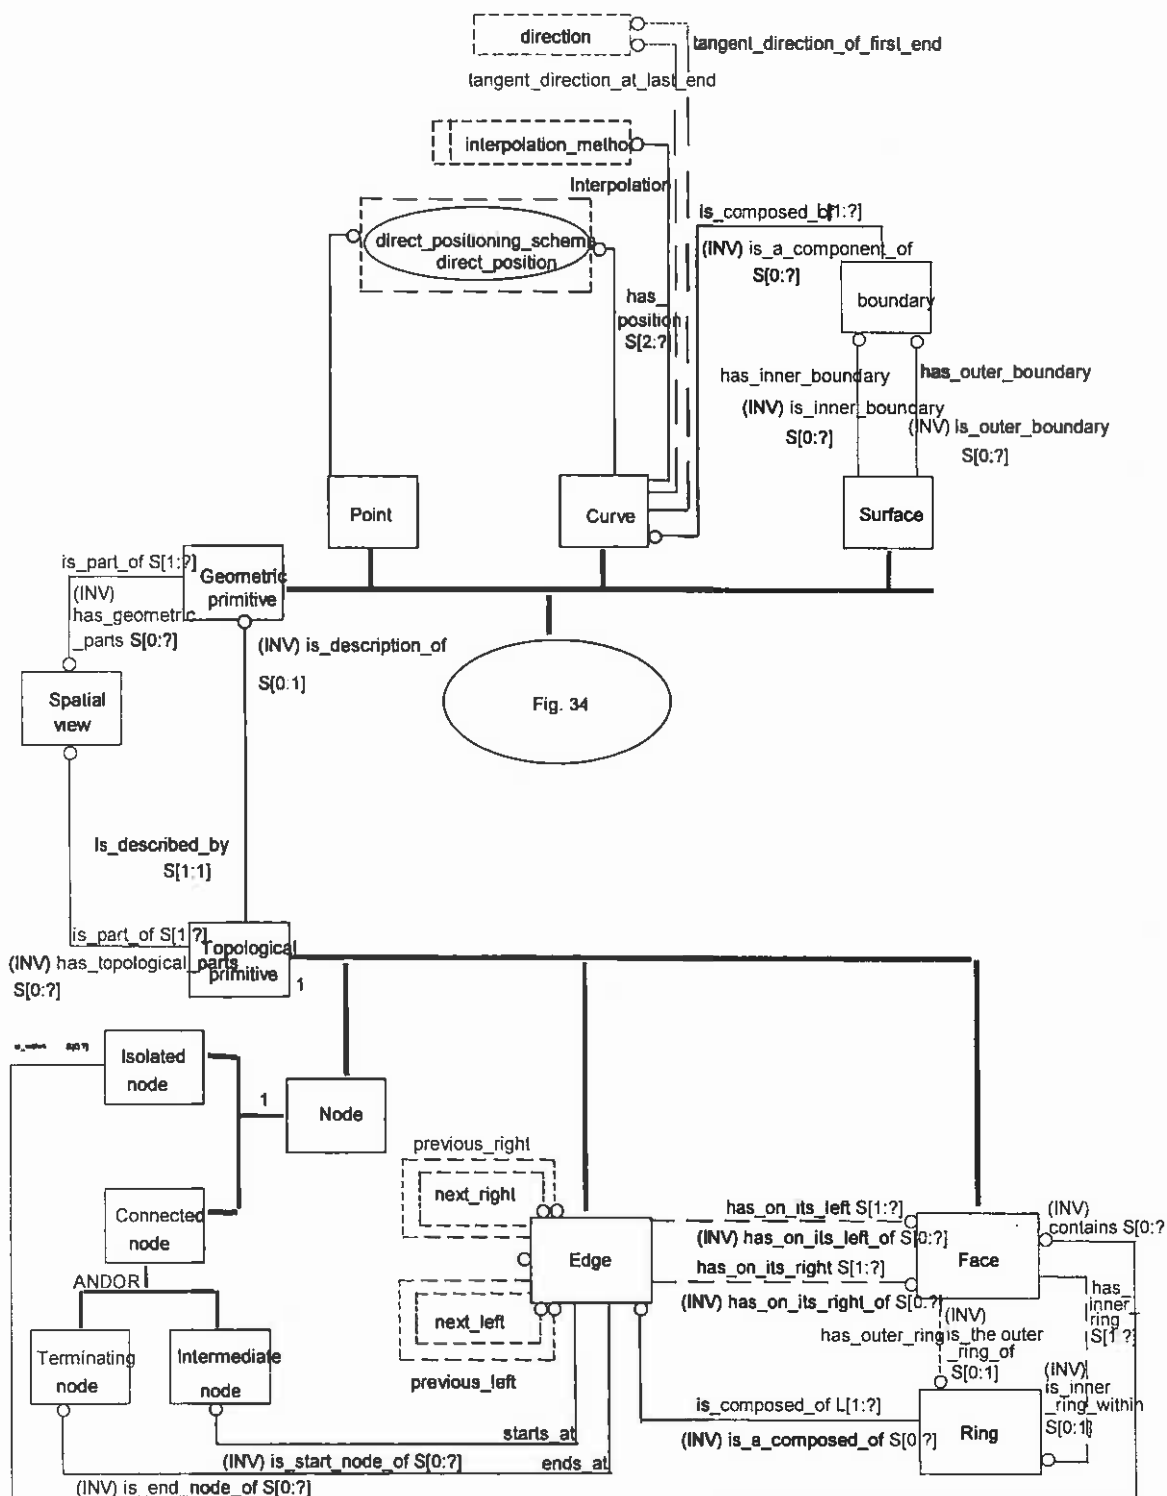 direction
tangent_direction_of_first_end
tangent_direction_at_last_end
interpolation_metho
Interpolation
is_composed_b[1:?]
direct_positioning_scheme
direct_position
(INV) is_a_component_of
S[0:?]
boundary
has_
position
S[2:?
has_inner_boundary
has_outer_boundary
(INV) is_inner_boundary
S[0:?]
(INV) is_outer_boundary
S[0:?]
Point
Curve
Surface
is_part_of S[1:?]
Geometric
primitive
(INV)
has_geometric
_parts S[0:?]
(INV) is_description_of
S[0:1]
Spatial
view
Fig. 34
Is_described_by
S[1:1]
is_part_of S[1?]
Topological
primitive
(INV) has_topological_parts
S[0:?]
1
Isolated
node
1
Node
previous_right
next_right
Connected
node
has_on_its_left S[1:?]
(INV) has_on_its_left_of S[0:?]
Edge
has_on_its_right S[1:?]
(INV) has_on_its_right_of S[0:?]
Face
(INV)
contains S[0:?
ANDOR
next_left
previous_left
has_
inner_
ring
S[1?]
has_outer_ring
(INV)
is_the outer
_ring_of
S[0:1]
Terminating
node
Intermediate
node
(INV)
is_inner
_ring_within
S[0:1]
is_composed_of L[1:?]
(INV) is_a_composed_of S[0?]
Ring
starts_at
(INV) is_start_node_of S[0:?]
ends_at
(INV) is_end_node_of S[0:?]